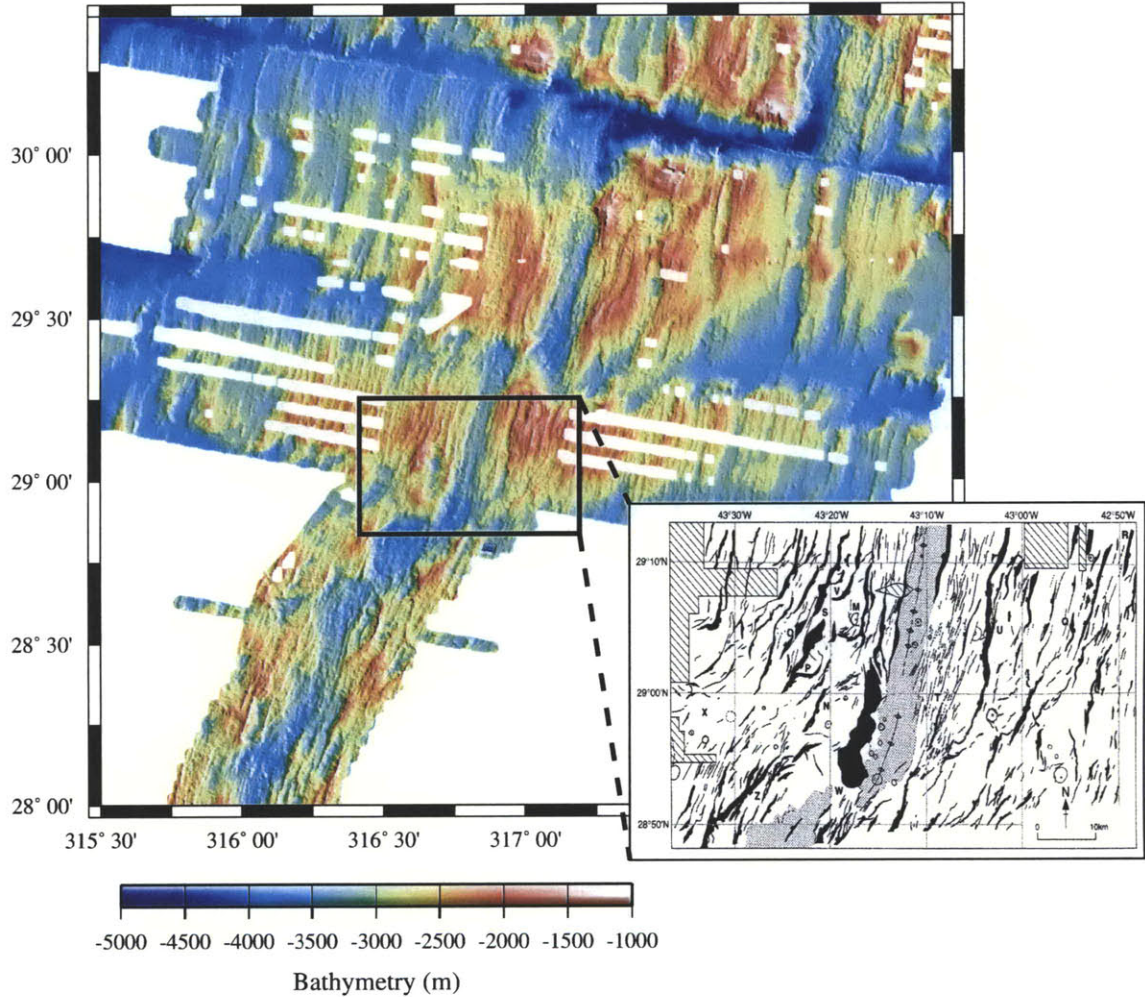 30° 00'
29° 30'
29° 00'
28° 30'
28° 00'
315° 30'
316° 00'
316° 30'
317° 00'
43°30'W
43°20'W
43°10'W
43°00'W
42°50'W
29°10'
29°00'
28°50'
R
V
S
M
Q
U
P
T
X
N
W
Z
N
0 10km
-5000 -4500 -4000 -3500 -3000 -2500 -2000 -1500 -1000
Bathymetry (m)